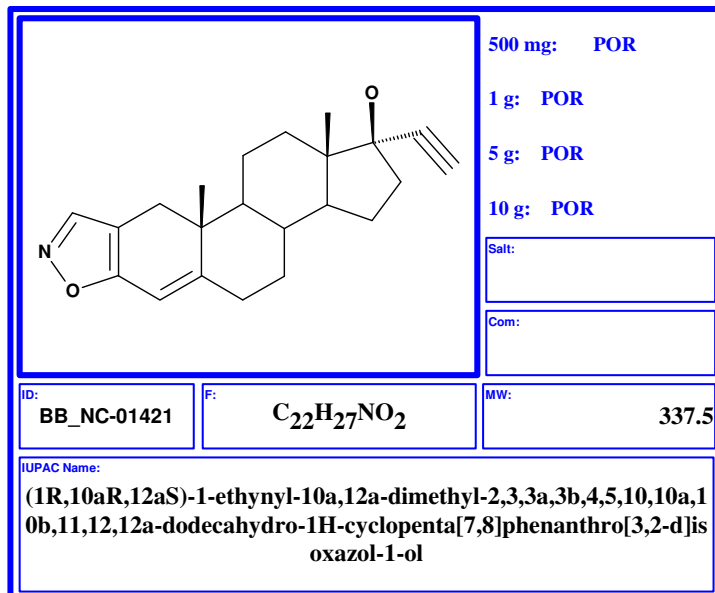 500 mg: POR
1 g: POR
O
5 g: POR
10 g: POR
N
O
Salt:
Com:
ID:
BB_NC-01421
F:
C22H27NO2
MW:
337.5
IUPAC Name:
(1R,10aR,12aS)-1-ethynyl-10a,12a-dimethyl-2,3,3a,3b,4,5,10,10a,1
0b,11,12,12a-dodecahydro-1H-cyclopenta[7,8]phenanthro[3,2-d]is
oxazol-1-ol